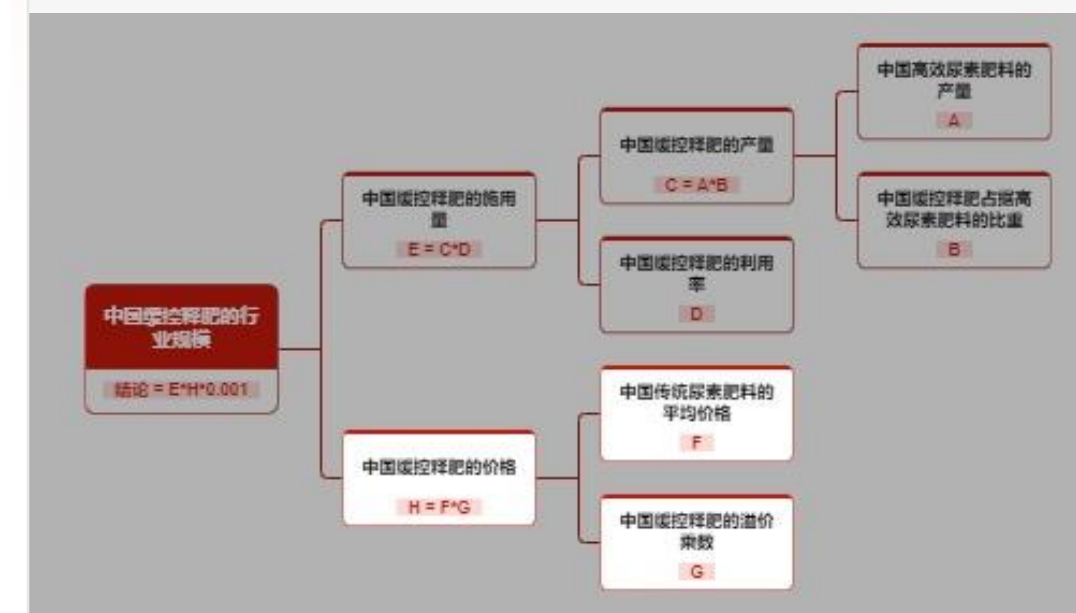 中国高效尿素肥料的
产量
A
中国缓控释肥的产量
C = A*B
中国缓控释肥的施用
量
E = C*D
中国缓控释肥占据高
效尿素肥料的比重
B
中国缓控释肥的利用
率
D
中国缓控释肥的行
业规模
结论 = E*H*0.001
中国传统尿素肥料的
平均价格
F
中国缓控释肥的价格
H = F*G
中国缓控释肥的溢价
乘数
G